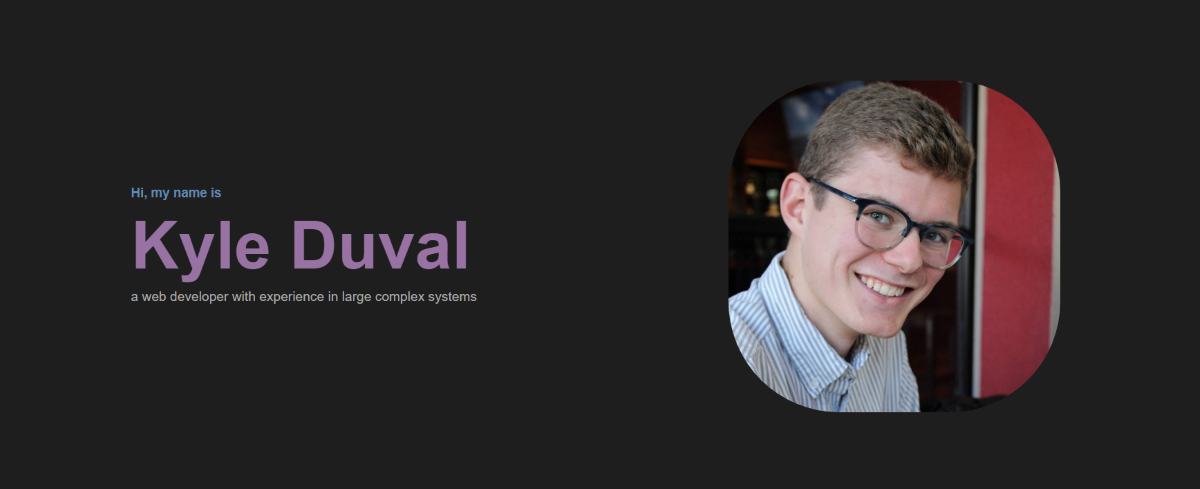 Hi, my name is
Kyle Duval
a web developer with experience in large complex systems